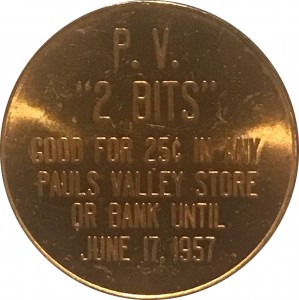 P. V.
"2 BITS"
GOOD FOR 25¢ IN ANY
PAULS VALLEY STORE
OR BANK UNTIL
JUNE 17, 1957